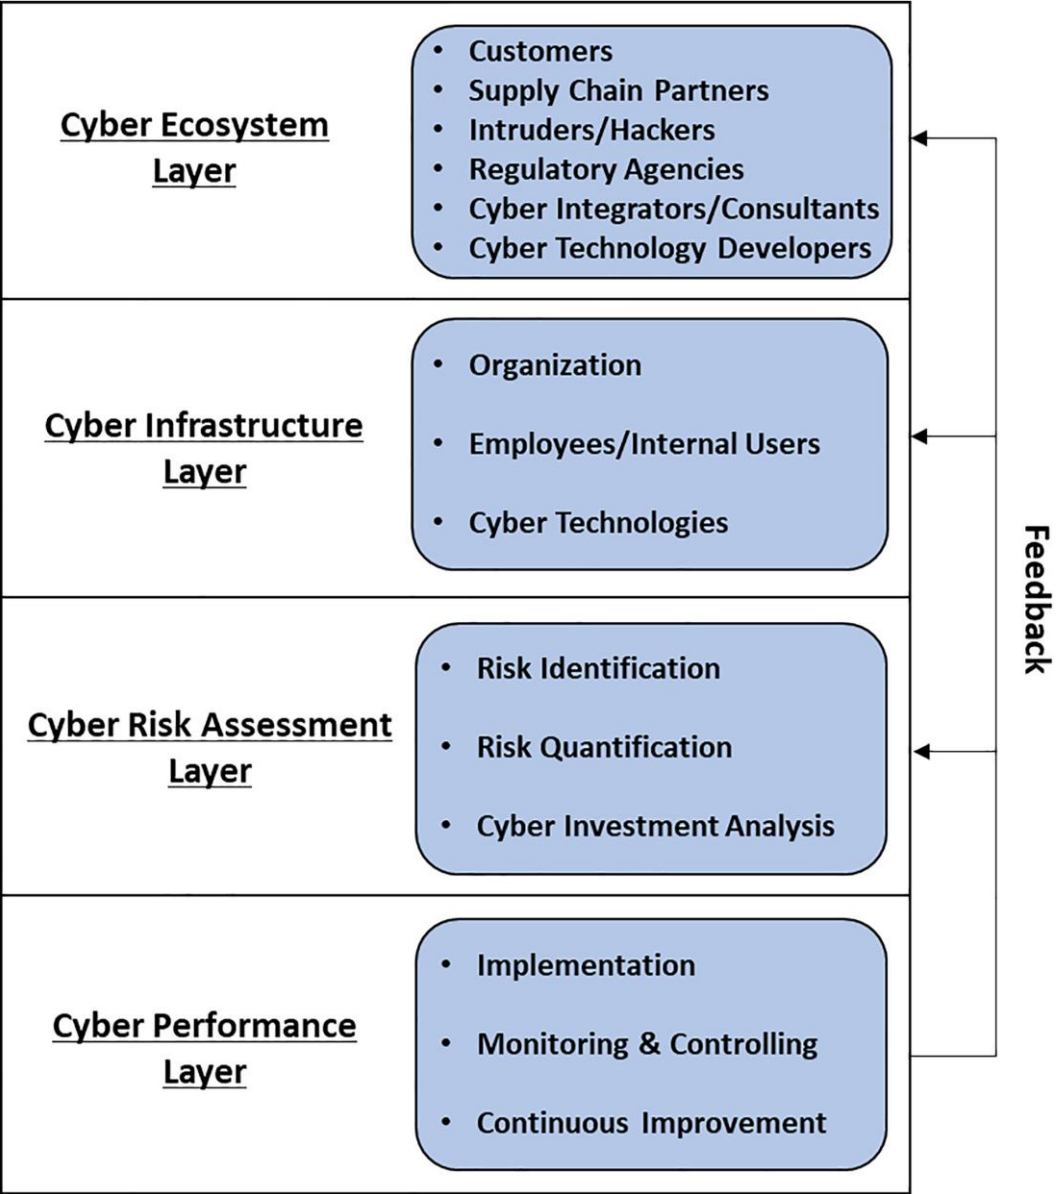 Cyber Ecosystem
Layer
• Customers
• Supply Chain Partners
• Intruders/Hackers
• Regulatory Agencies
• Cyber Integrators/Consultants
• Cyber Technology Developers
Cyber Infrastructure
Layer
• Organization
• Employees/Internal Users
• Cyber Technologies
Cyber Risk Assessment
Layer
• Risk Identification
• Risk Quantification
• Cyber Investment Analysis
Cyber Performance
Layer
• Implementation
• Monitoring & Controlling
• Continuous Improvement
Feedback